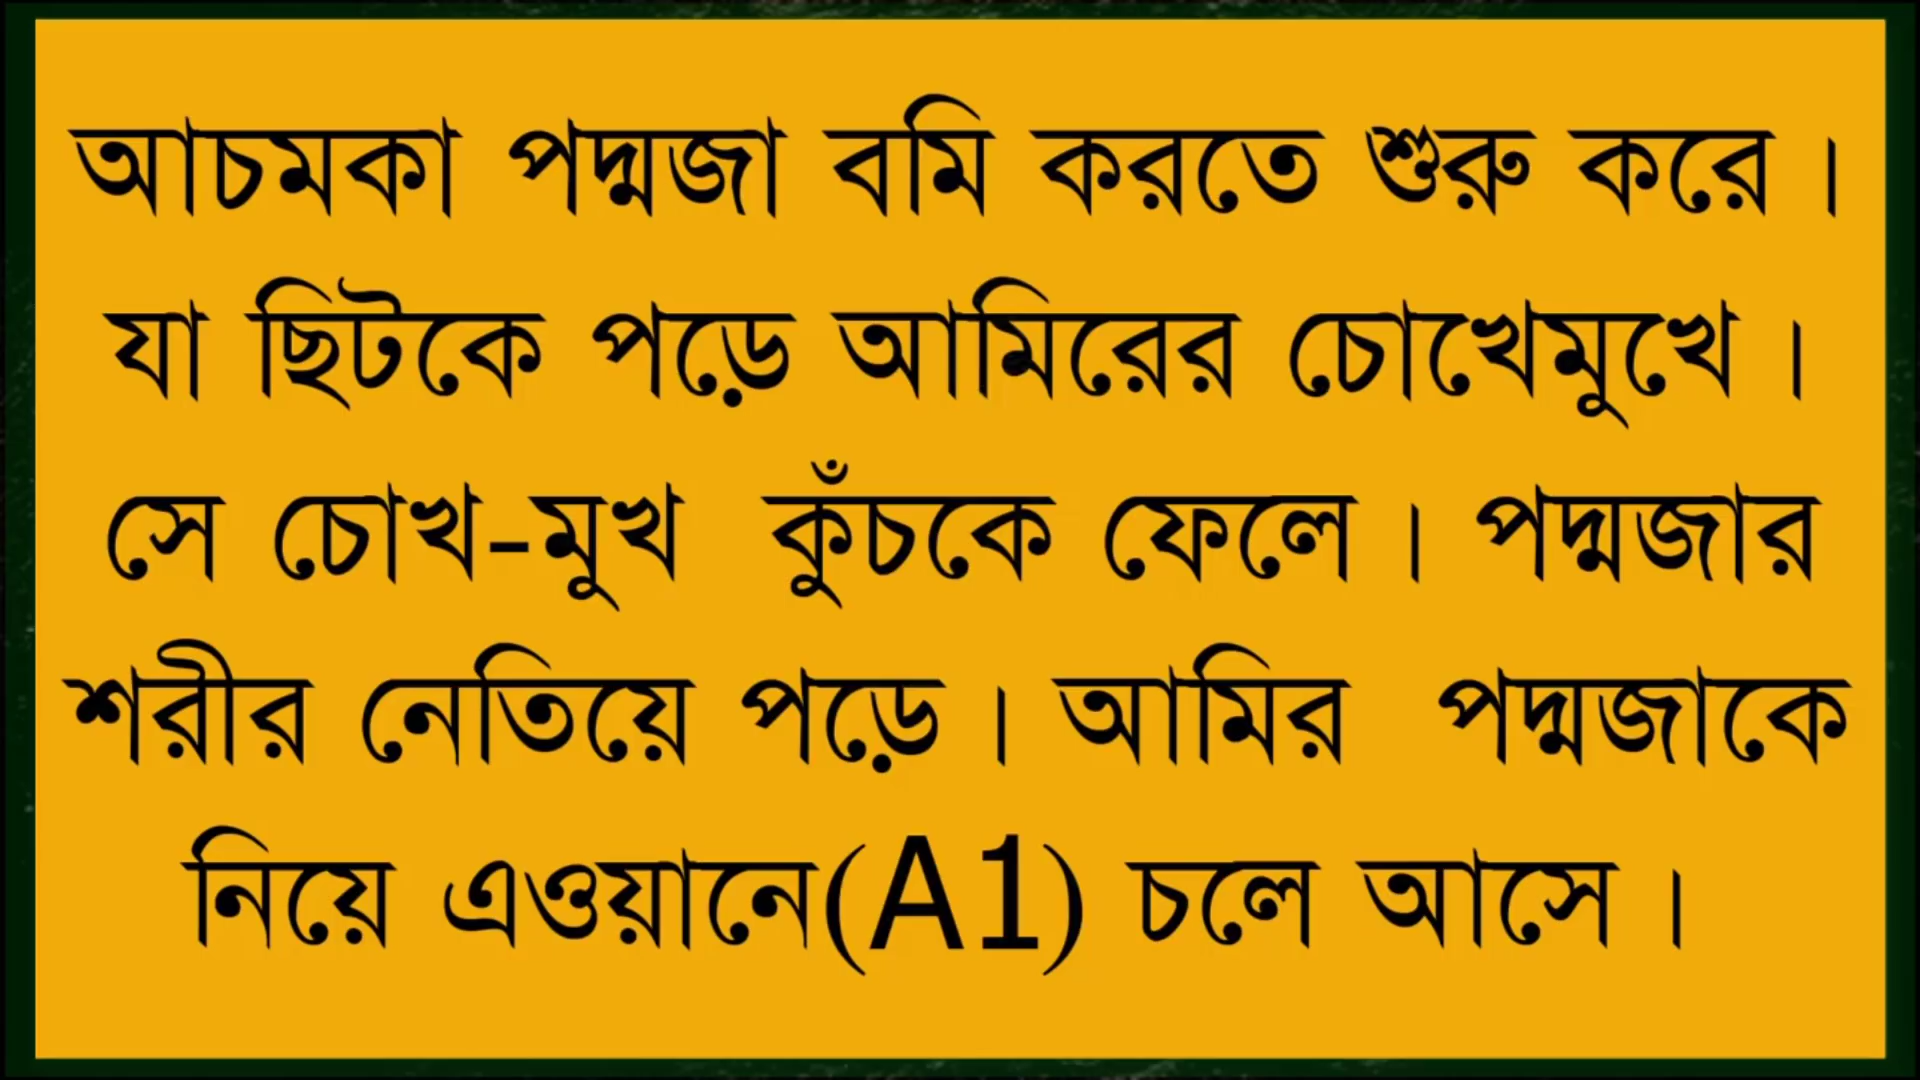 আচমকা পদ্মজা বমি করতে শুরু করে।
যা ছিটকে পড়ে আমিরের চোখেমুখে।
সে চোখ-মুখ কুঁচকে ফেলে। পদ্মজার
শরীর নেতিয়ে পড়ে। আমির পদ্মজাকে
নিয়ে এওয়ানে(A1) চলে আসে।